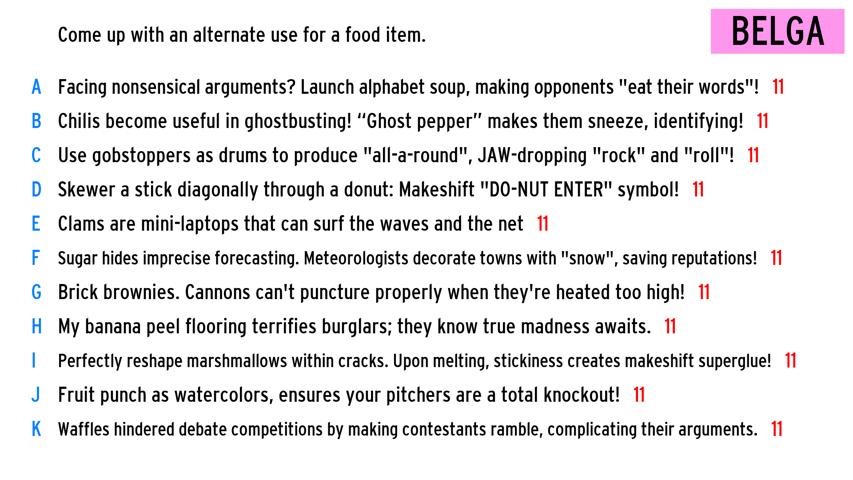 Come up with an alternate use for a food item.
BELGA
A Facing nonsensical arguments? Launch alphabet soup, making opponents "eat their words"! 11
B Chilis become useful in ghostbusting! “Ghost pepper” makes them sneeze, identifying! 11
C Use gobstoppers as drums to produce "all-a-round", JAW-dropping "rock" and "roll"! 11
D Skewer a stick diagonally through a donut: Makeshift "DO-NUT ENTER" symbol! 11
E Clams are mini-laptops that can surf the waves and the net 11
F Sugar hides imprecise forecasting. Meteorologists decorate towns with "snow", saving reputations! 11
G Brick brownies. Cannons can't puncture properly when they're heated too high! 11
H My banana peel flooring terrifies burglars; they know true madness awaits. 11
I Perfectly reshape marshmallows within cracks. Upon melting, stickiness creates makeshift superglue! 11
J Fruit punch as watercolors, ensures your pitchers are a total knockout! 11
K Waffles hindered debate competitions by making contestants ramble, complicating their arguments. 11